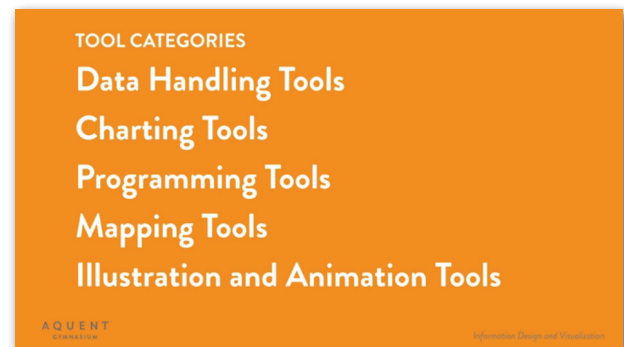 TOOL CATEGORIES
Data Handling Tools
Charting Tools
Programming Tools
Mapping Tools
Illustration and Animation Tools
AQUENT
GYMNASIUM
Information Design and Visualization